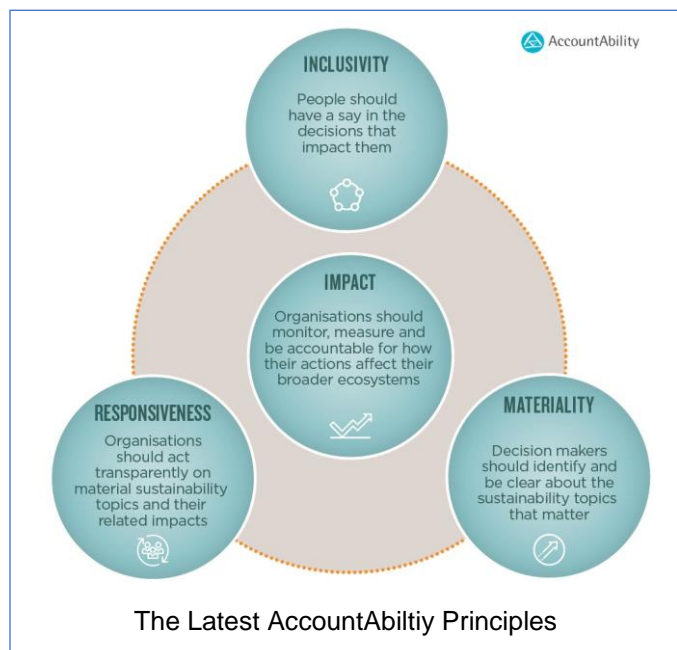 AccountAbility
INCLUSIVITY
People should
have a say in the
decisions that
impact them
IMPACT
Organisations should
monitor, measure and
be accountable for how
their actions affect their
broader ecosystems
RESPONSIVENESS
Organisations
should act
transparently on
material sustainability
topics and their
related impacts
MATERIALITY
Decision makers
should identify and
be clear about the
sustainability topics
that matter
The Latest AccountAbiltiy Principles